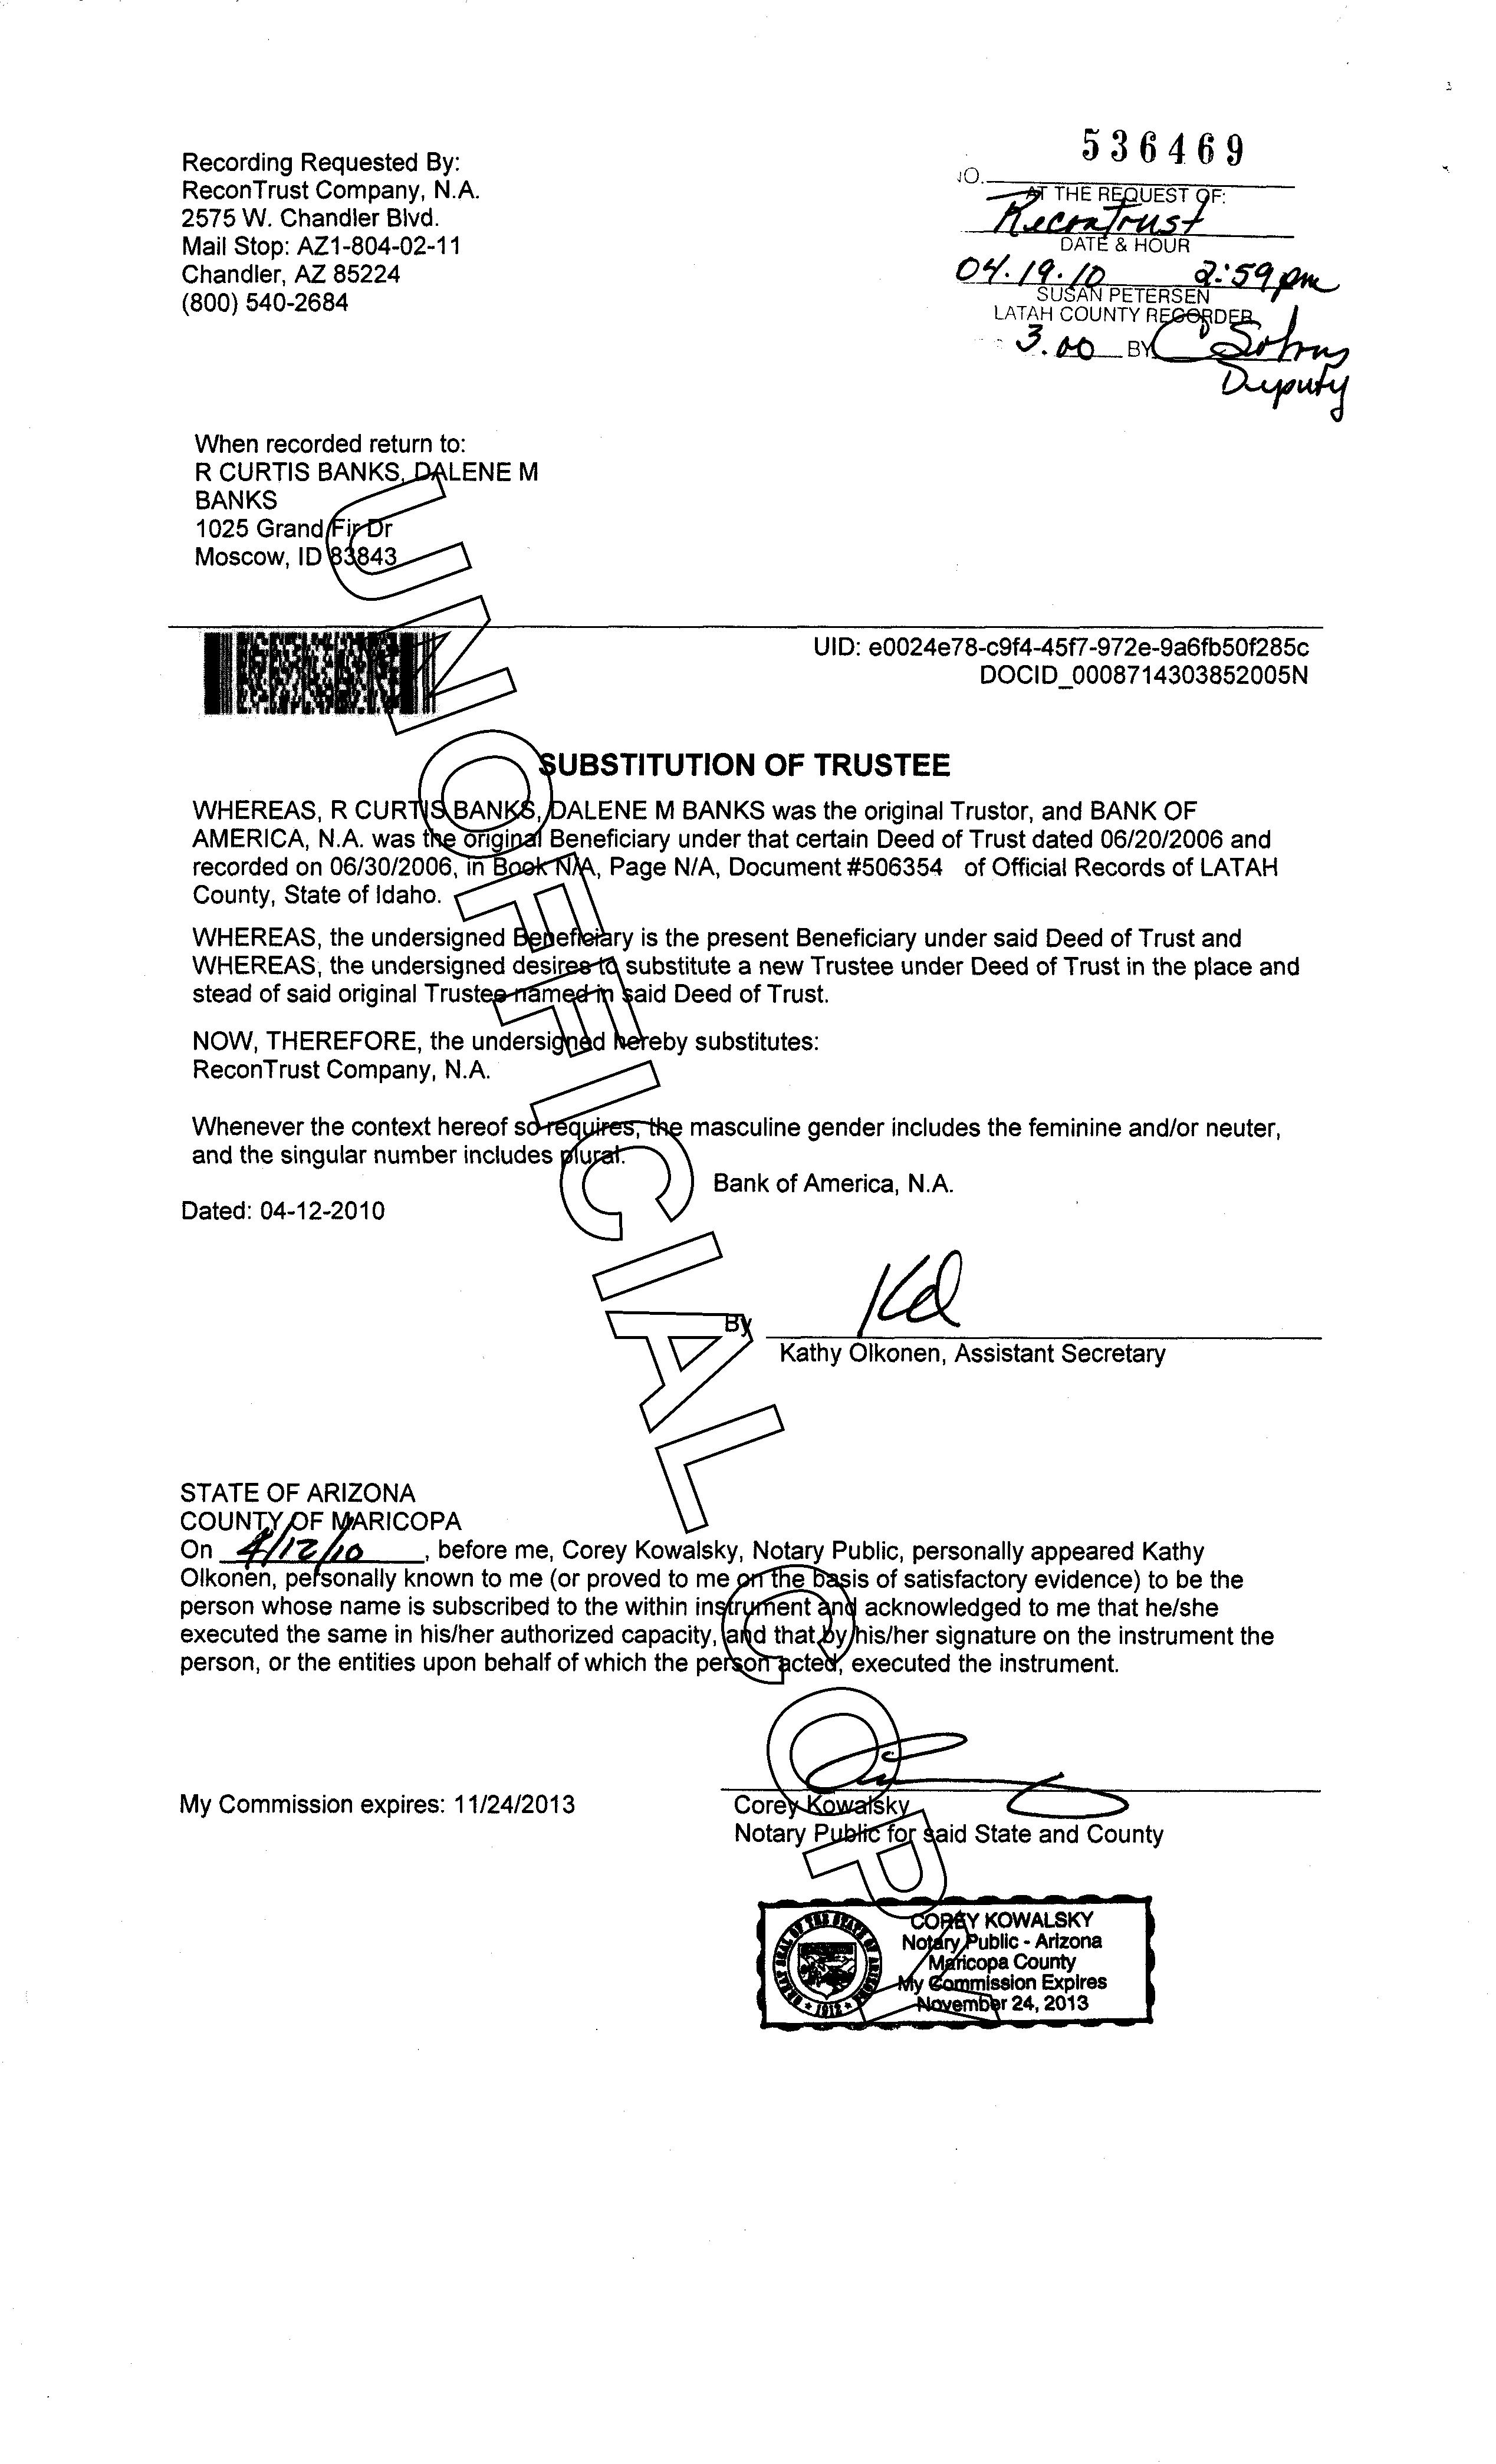 Recording Requested By:
ReconTrust Company, N.A.
2575 W. Chandler Blvd.
Mail Stop: AZ1-804-02-11
Chandler, AZ 85224
(800) 540-2684
536469
NO.
AT THE REQUEST OF:
ReconTrust
DATE & HOUR
04.19.10 2:59pm
SUSAN PETERSEN
LATAH COUNTY RECORDER
3.00 BY C
Deputy
When recorded return to:
R CURTIS BANKS, DALENE M
BANKS
1025 Grand Fir Dr
Moscow, ID 83843
UID: e0024e78-c9f4-45f7-972e-9a6fb50f285c
DOCID_0008714303852005N
SUBSTITUTION OF TRUSTEE
WHEREAS, R CURTIS BANKS, DALENE M BANKS was the original Trustor, and BANK OF
AMERICA, N.A. was the original Beneficiary under that certain Deed of Trust dated 06/20/2006 and
recorded on 06/30/2006, in Book N/A, Page N/A, Document #506354 of Official Records of LATAH
County, State of Idaho.
WHEREAS, the undersigned Beneficiary is the present Beneficiary under said Deed of Trust and
WHEREAS, the undersigned desires to substitute a new Trustee under Deed of Trust in the place and
stead of said original Trustee named in said Deed of Trust.
NOW, THEREFORE, the undersigned hereby substitutes:
ReconTrust Company, N.A.
Whenever the context hereof so requires, the masculine gender includes the feminine and/or neuter,
and the singular number includes plural.
Bank of America, N.A.
Dated: 04-12-2010
By
Kathy Olkonen, Assistant Secretary
STATE OF ARIZONA
COUNTY OF MARICOPA
On 4/12/10, before me, Corey Kowalsky, Notary Public, personally appeared Kathy
Olkonen, personally known to me (or proved to me on the basis of satisfactory evidence) to be the
person whose name is subscribed to the within instrument and acknowledged to me that he/she
executed the same in his/her authorized capacity, and that by his/her signature on the instrument the
person, or the entities upon behalf of which the person acted, executed the instrument.
My Commission expires: 11/24/2013
Corey Kowalsky
Notary Public for said State and County
COREY KOWALSKY
Notary Public - Arizona
Maricopa County
My Commission Expires
November 24, 2013
GREAT SEAL OF THE STATE OF ARIZONA
1912
UNOFFICIAL COPY